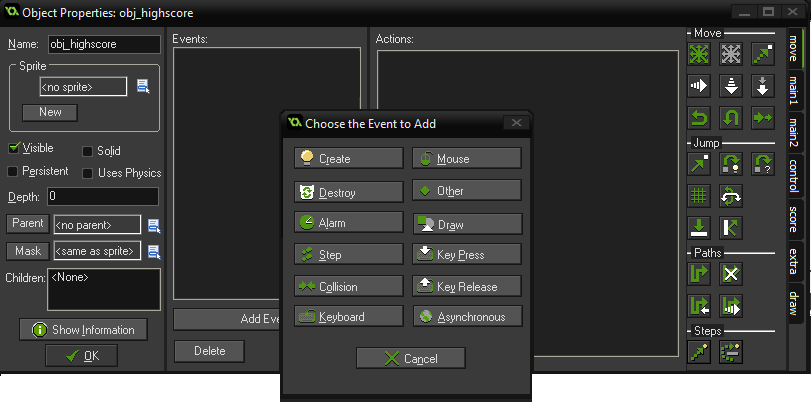 Object Properties: obj_highscore
Name: obj_highscore
Sprite
<no sprite>
New
Visible
Solid
Persistent
Uses Physics
Depth: 0
Parent <no parent>
Mask <same as sprite>
Children: <None>
Show Information
OK
Events:
Add Eve
Delete
Actions:
Choose the Event to Add
Create
Mouse
Destroy
Other
Alarm
Draw
Step
Key Press
Collision
Key Release
Keyboard
Asynchronous
Cancel
Move
Jump
Paths
Steps
move
main1
main2
control
score
extra
draw